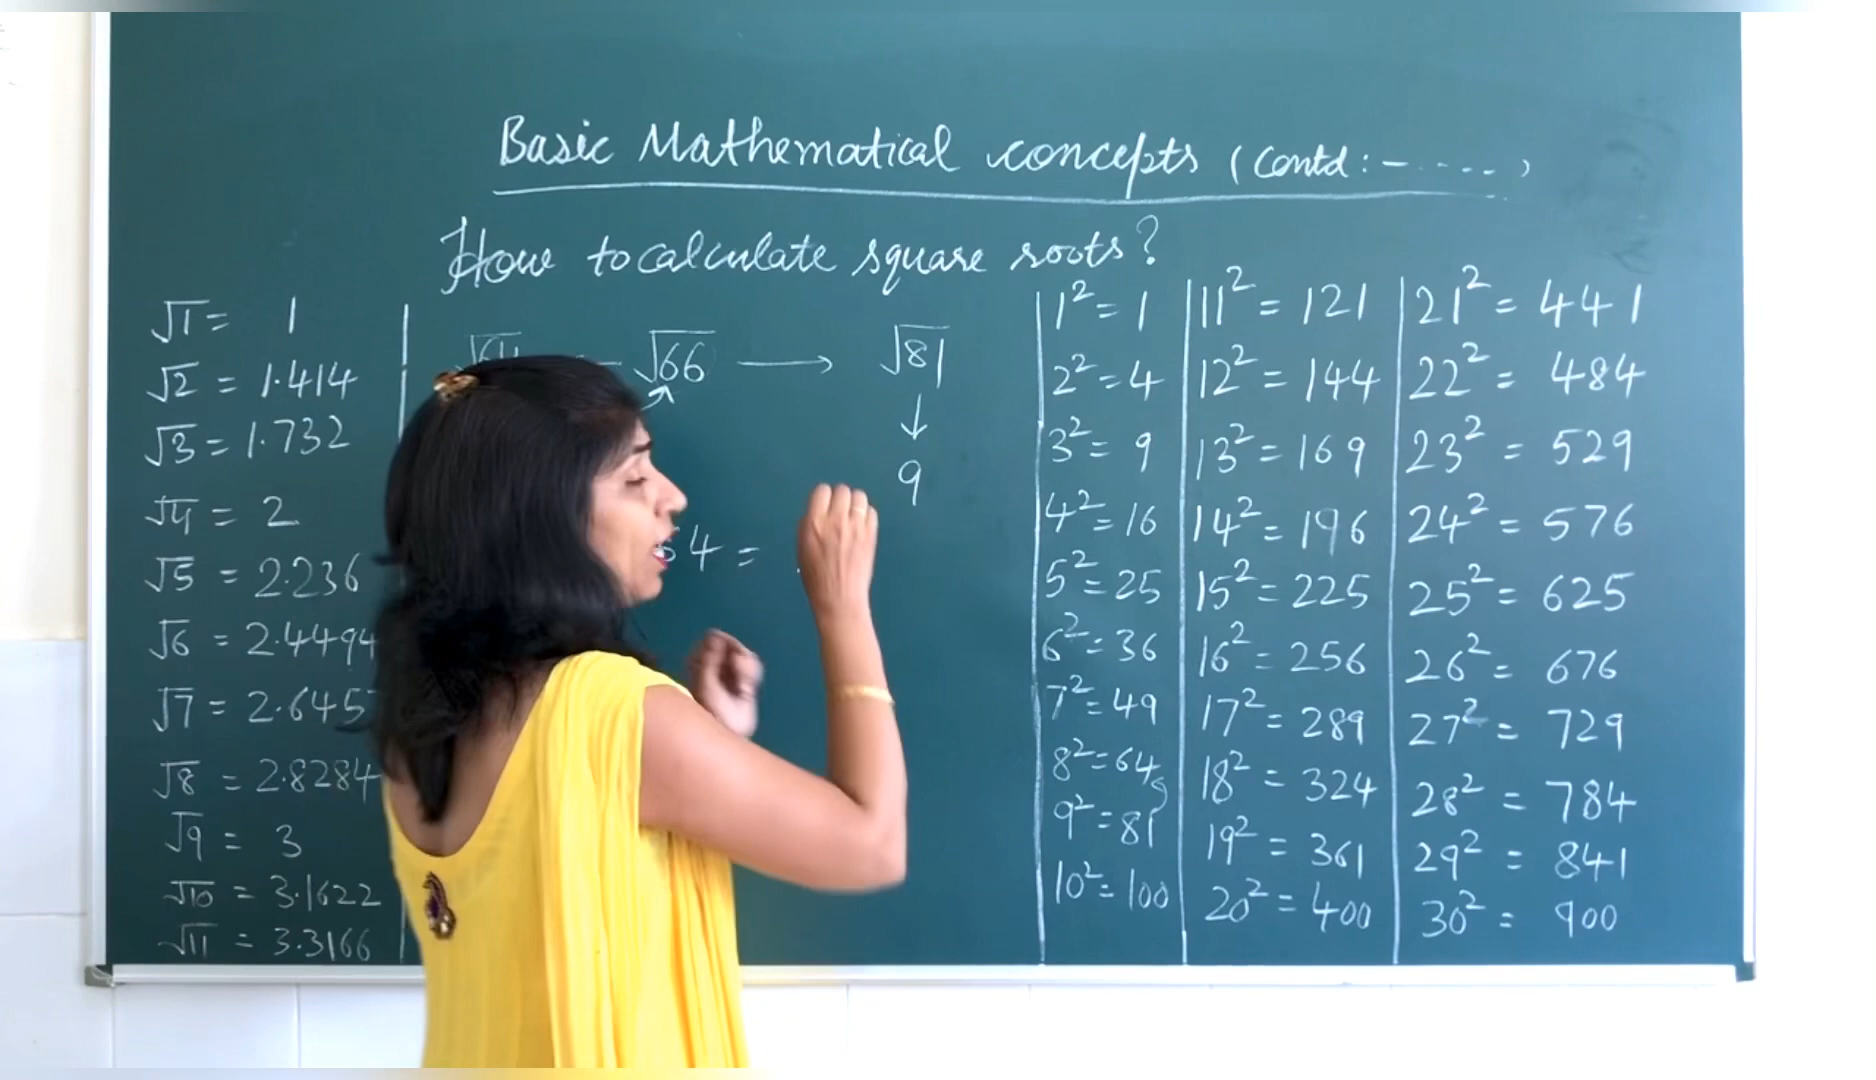 Basic Mathematical concepts (Contd:- .....)
How to calculate square roots?
√1 = 1
√2 = 1.414
√3 = 1.732
√4 = 2
√5 = 2.236
√6 = 2.4494
√7 = 2.645
√8 = 2.8284
√9 = 3
√10 = 3.1622
√11 = 3.3166
√64 — √66 → √81
↓
9
64 =
1² = 1
2² = 4
3² = 9
4² = 16
5² = 25
6² = 36
7² = 49
8² = 64
9² = 81
10² = 100
11² = 121
12² = 144
13² = 169
14² = 196
15² = 225
16² = 256
17² = 289
18² = 324
19² = 361
20² = 400
21² = 441
22² = 484
23² = 529
24² = 576
25² = 625
26² = 676
27² = 729
28² = 784
29² = 841
30² = 900